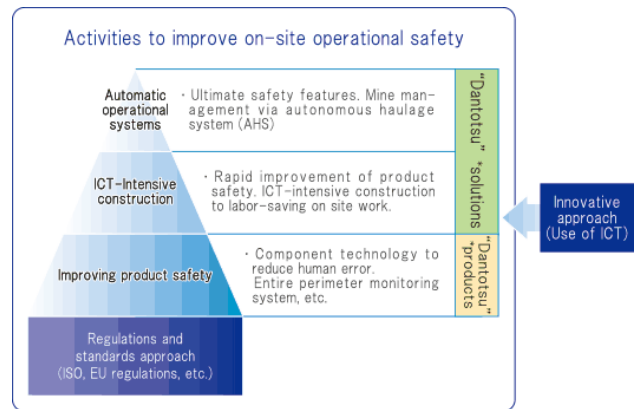 Activities to improve on-site operational safety
Automatic
operational
systems
・Ultimate safety features. Mine man-
agement via autonomous haulage
system (AHS)
ICT-Intensive
construction
・Rapid improvement of product
safety. ICT-intensive construction
to labor-saving on site work.
Improving product safety
・Component technology to
reduce human error.
Entire perimeter monitoring
system, etc.
Regulations and
standards approach
(ISO, EU regulations, etc.)
“Dantotsu” *solutions
“Dantotsu”
*products
Innovative
approach
(Use of ICT)